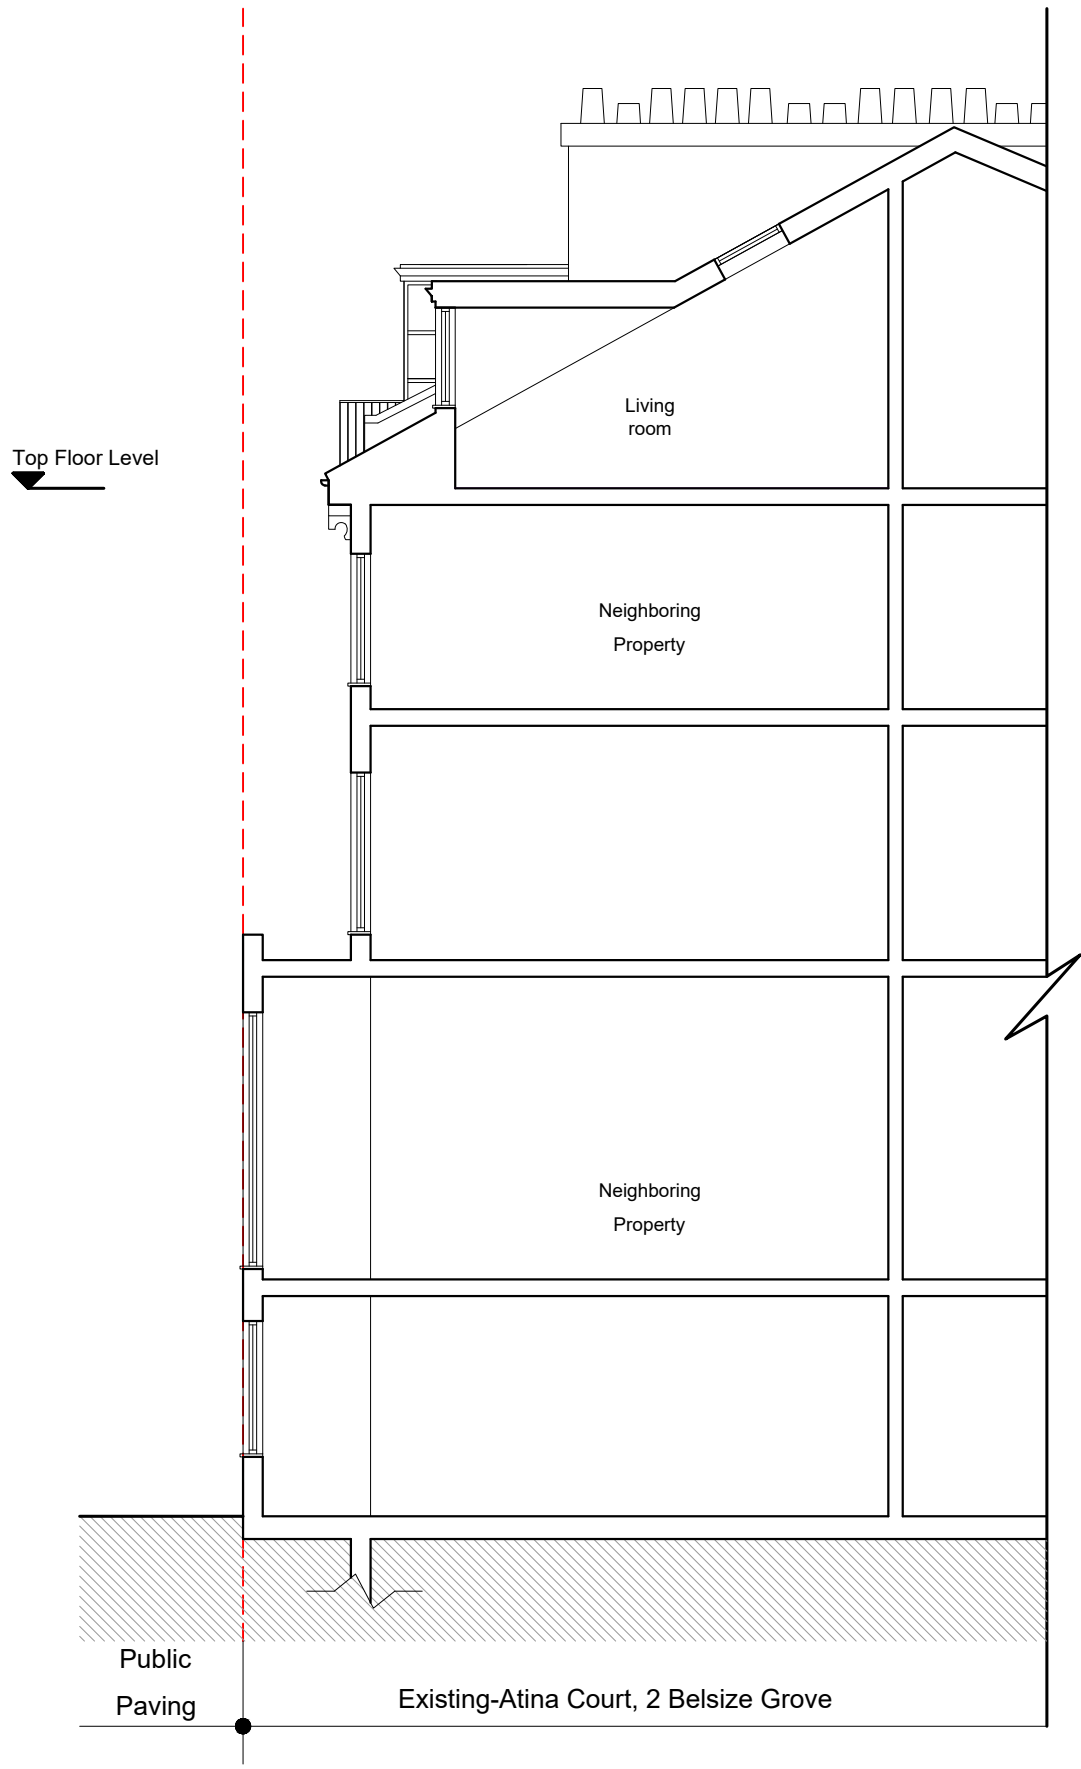 Living
room
Top Floor Level
Neighboring
Property
Neighboring
Property
Public
Paving
Existing-Atina Court, 2 Belsize Grove